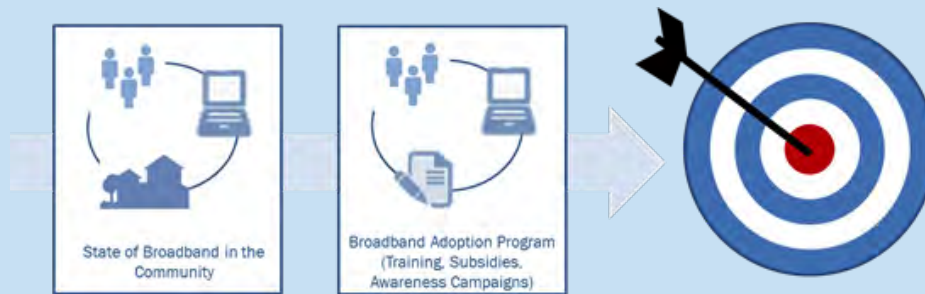 State of Broadband in the
Community
Broadband Adoption Program
(Training, Subsidies,
Awareness Campaigns)